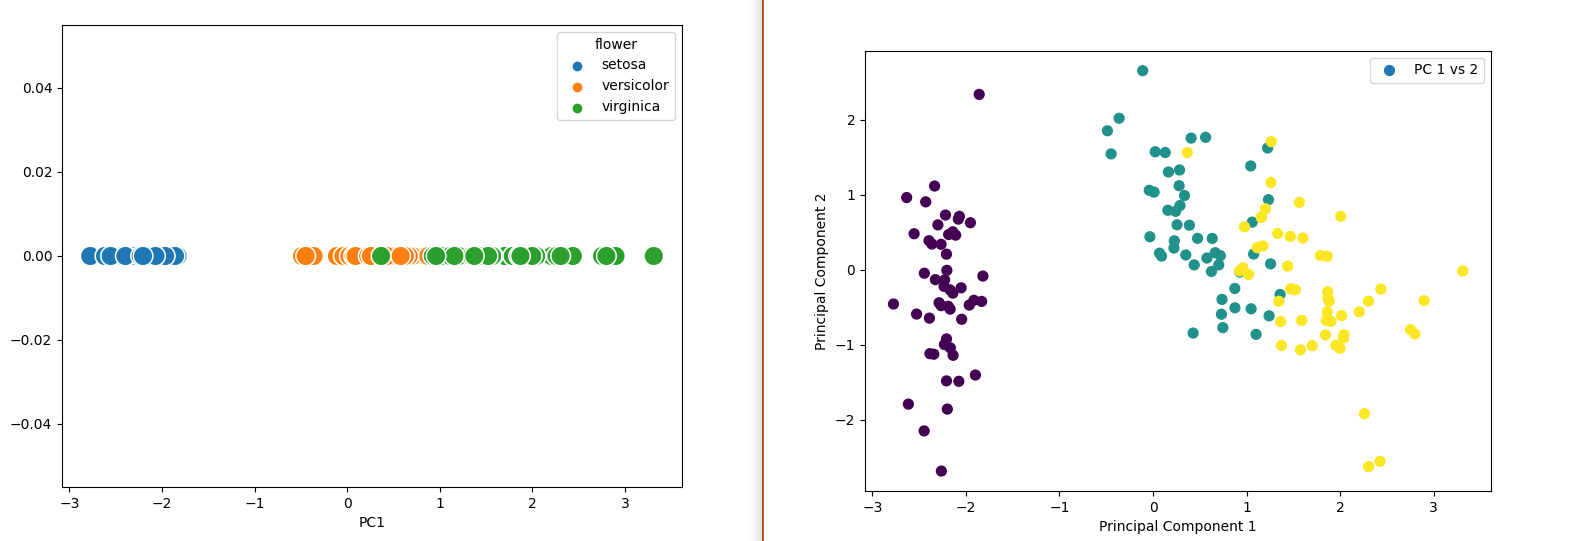 flower
setosa
versicolor
virginica
0.04
0.02
0.00
−0.02
−0.04
−3 −2 −1 0 1 2 3
PC1
PC 1 vs 2
2
1
0
−1
−2
Principal Component 2
−3 −2 −1 0 1 2 3
Principal Component 1